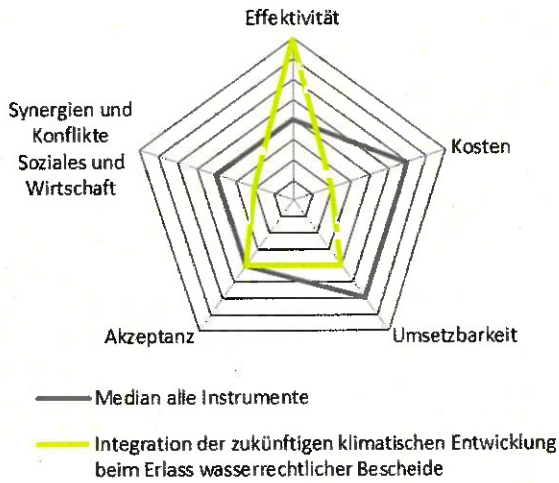 Effektivität
Synergien und
Konflikte
Soziales und
Wirtschaft
Kosten
Akzeptanz
Umsetzbarkeit
Median alle Instrumente
Integration der zukünftigen klimatischen Entwicklung
beim Erlass wasserrechtlicher Bescheide